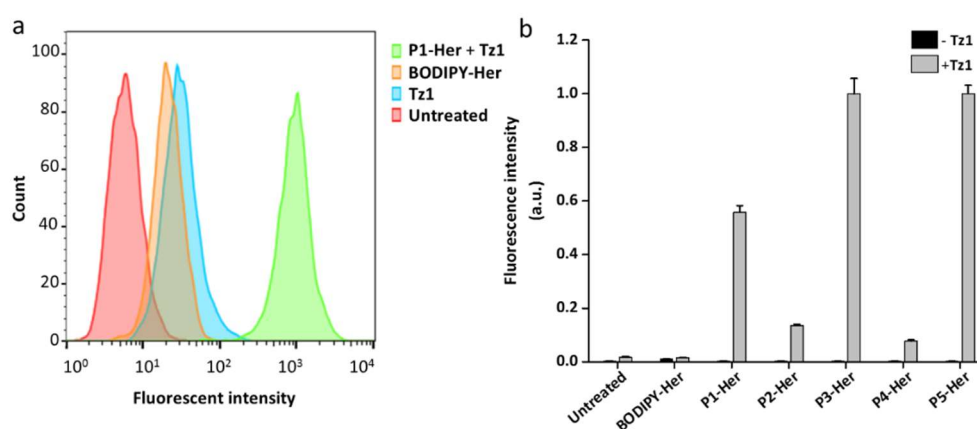 a
100
80
60
40
20
0
Count
10⁰ 10¹ 10² 10³ 10⁴
Fluorescent intensity
P1-Her + Tz1
BODIPY-Her
Tz1
Untreated
b
1.2
1.0
0.8
0.6
0.4
0.2
0.0
Fluorescence intensity
(a.u.)
- Tz1
+Tz1
Untreated
BODIPY-Her
P1-Her
P2-Her
P3-Her
P4-Her
P5-Her